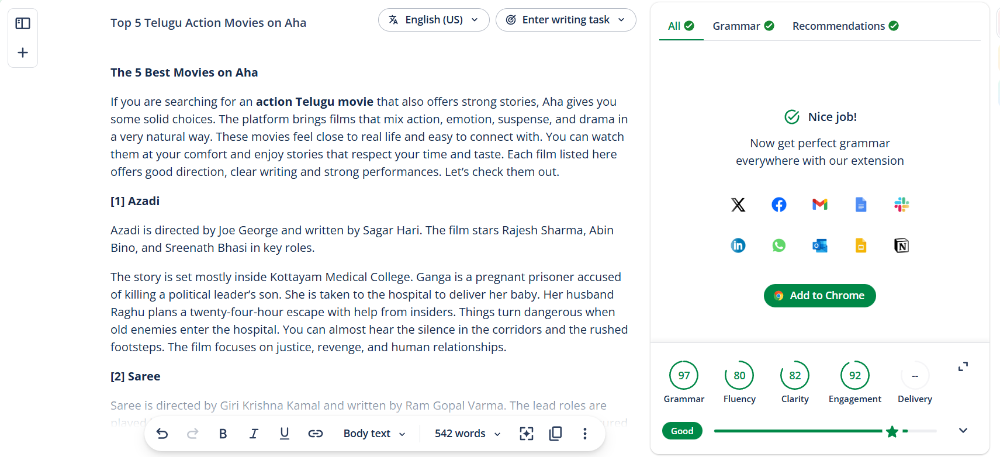 Top 5 Telugu Action Movies on Aha
English (US)
Enter writing task
The 5 Best Movies on Aha
If you are searching for an action Telugu movie that also offers strong stories, Aha gives you
some solid choices. The platform brings films that mix action, emotion, suspense, and drama in
a very natural way. These movies feel close to real life and easy to connect with. You can watch
them at your comfort and enjoy stories that respect your time and taste. Each film listed here
offers good direction, clear writing and strong performances. Let’s check them out.
[1] Azadi
Azadi is directed by Joe George and written by Sagar Hari. The film stars Rajesh Sharma, Abin
Bino, and Sreenath Bhasi in key roles.
The story is set mostly inside Kottayam Medical College. Ganga is a pregnant prisoner accused
of killing a political leader’s son. She is taken to the hospital to deliver her baby. Her husband
Raghu plans a twenty-four-hour escape with help from insiders. Things turn dangerous when
old enemies enter the hospital. You can almost hear the silence in the corridors and the rushed
footsteps. The film focuses on justice, revenge, and human relationships.
[2] Saree
Saree is directed by Giri Krishna Kamal and written by Ram Gopal Varma. The lead roles are
played
Body text
542 words
All
Grammar
Recommendations
Nice job!
Now get perfect grammar
everywhere with our extension
Add to Chrome
97
80
82
92
--
Grammar
Fluency
Clarity
Engagement
Delivery
Good